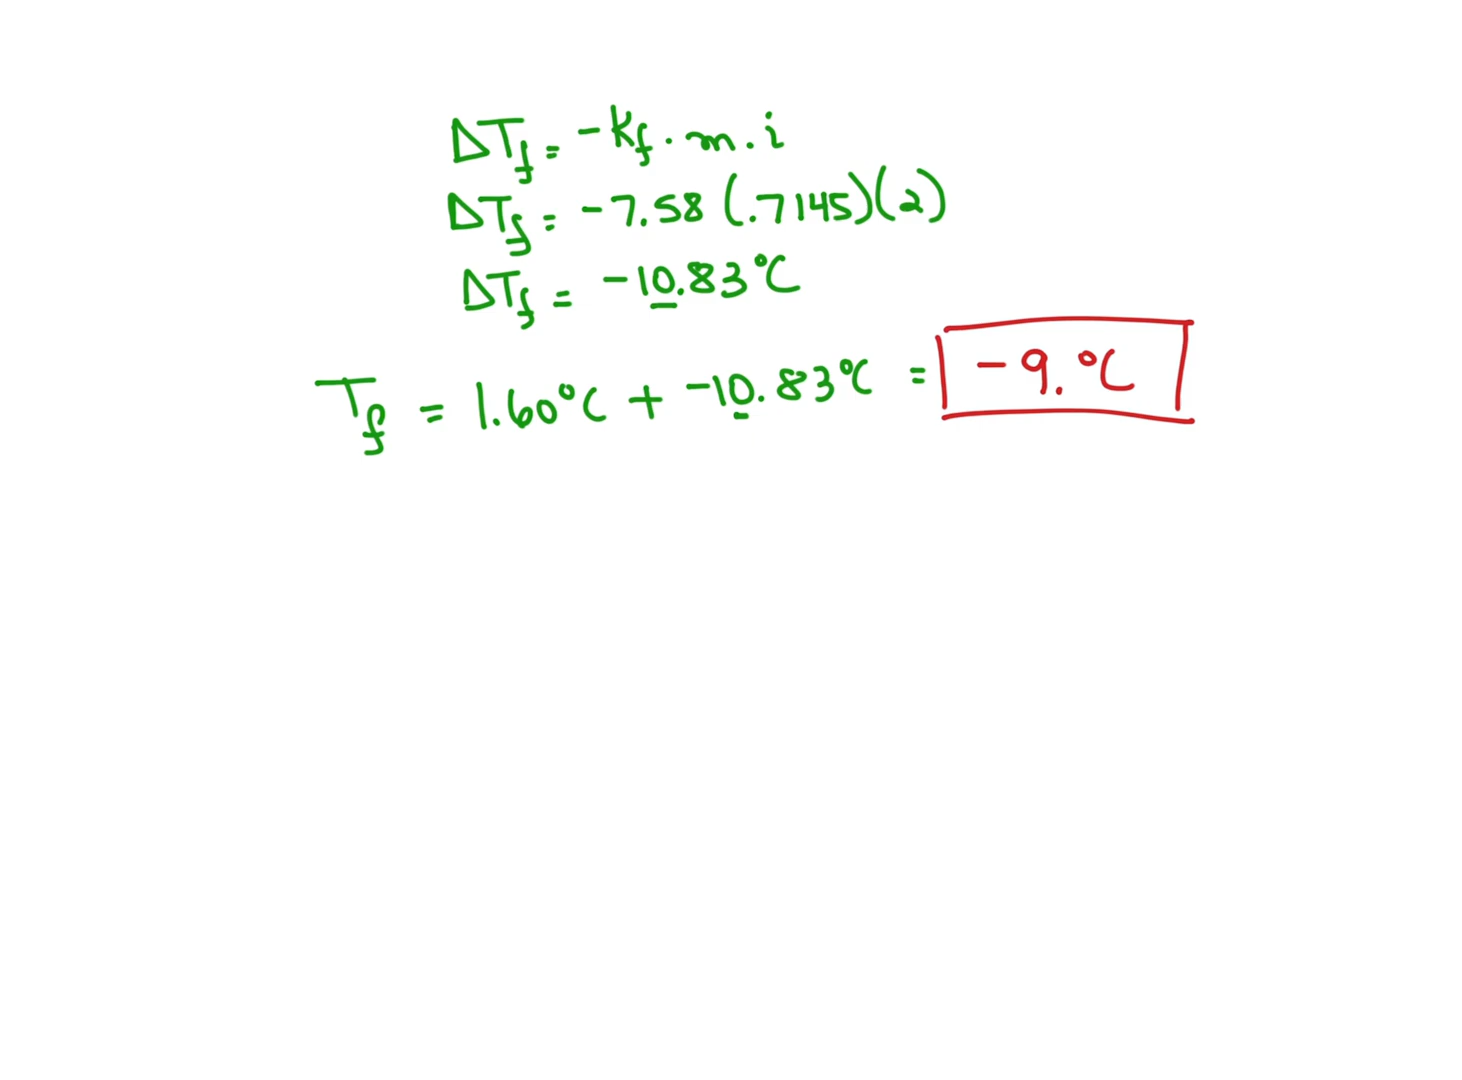 ΔTf = -Kf · m · i
ΔTf = -7.58 (.7145)(2)
ΔTf = -10.83°C
Tf = 1.60°C + -10.83°C = -9.°C